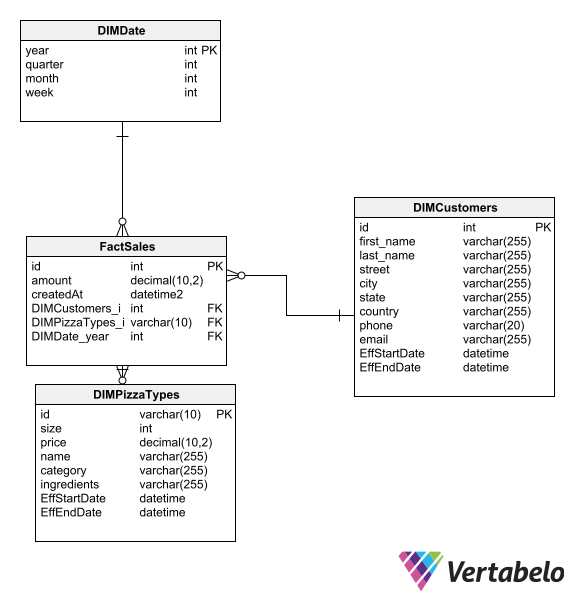 DIMDate
year int PK
quarter int
month int
week int
FactSales
id int PK
amount decimal(10,2)
createdAt datetime2
DIMCustomers_i int FK
DIMPizzaTypes_i varchar(10) FK
DIMDate_year int FK
DIMCustomers
id int PK
first_name varchar(255)
last_name varchar(255)
street varchar(255)
city varchar(255)
state varchar(255)
country varchar(255)
phone varchar(20)
email varchar(255)
EffStartDate datetime
EffEndDate datetime
DIMPizzaTypes
id varchar(10) PK
size int
price decimal(10,2)
name varchar(255)
category varchar(255)
ingredients varchar(255)
EffStartDate datetime
EffEndDate datetime
Vertabelo